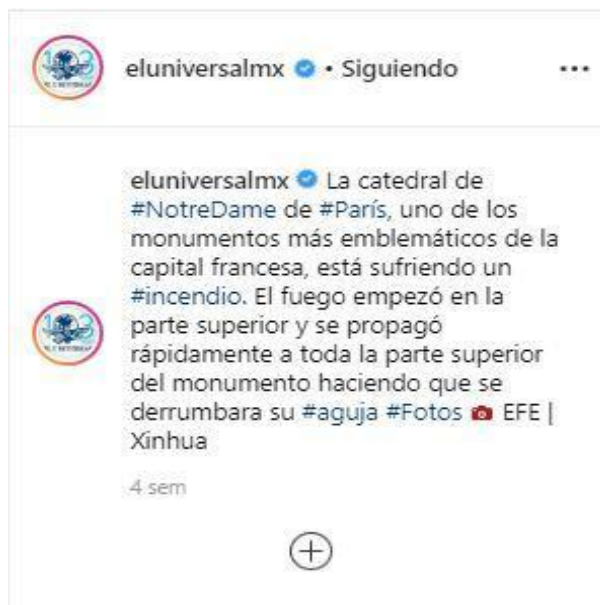 eluniversalmx • Siguiendo
eluniversalmx La catedral de
#NotreDame de #París, uno de los
monumentos más emblemáticos de la
capital francesa, está sufriendo un
#incendio. El fuego empezó en la
parte superior y se propagó
rápidamente a toda la parte superior
del monumento haciendo que se
derrumbara su #aguja #Fotos 📷 EFE |
Xinhua
4 sem